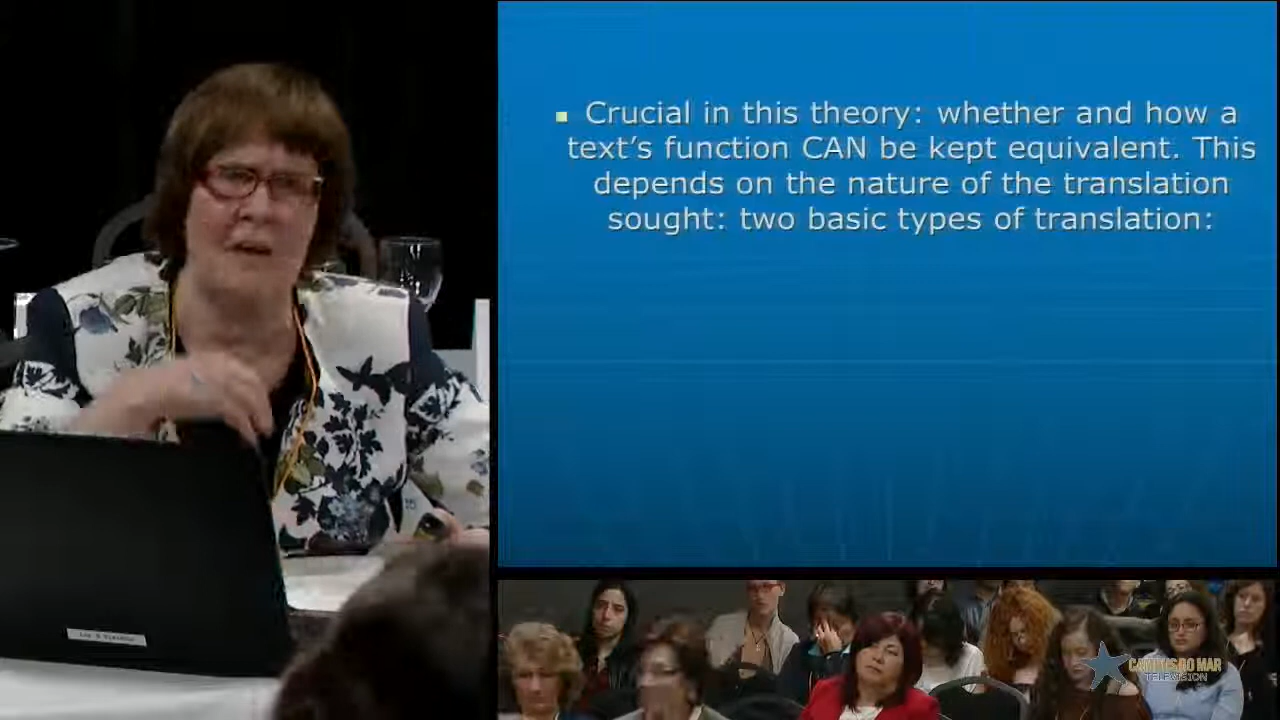 Crucial in this theory: whether and how a
text's function CAN be kept equivalent. This
depends on the nature of the translation
sought: two basic types of translation:
TELEVISION